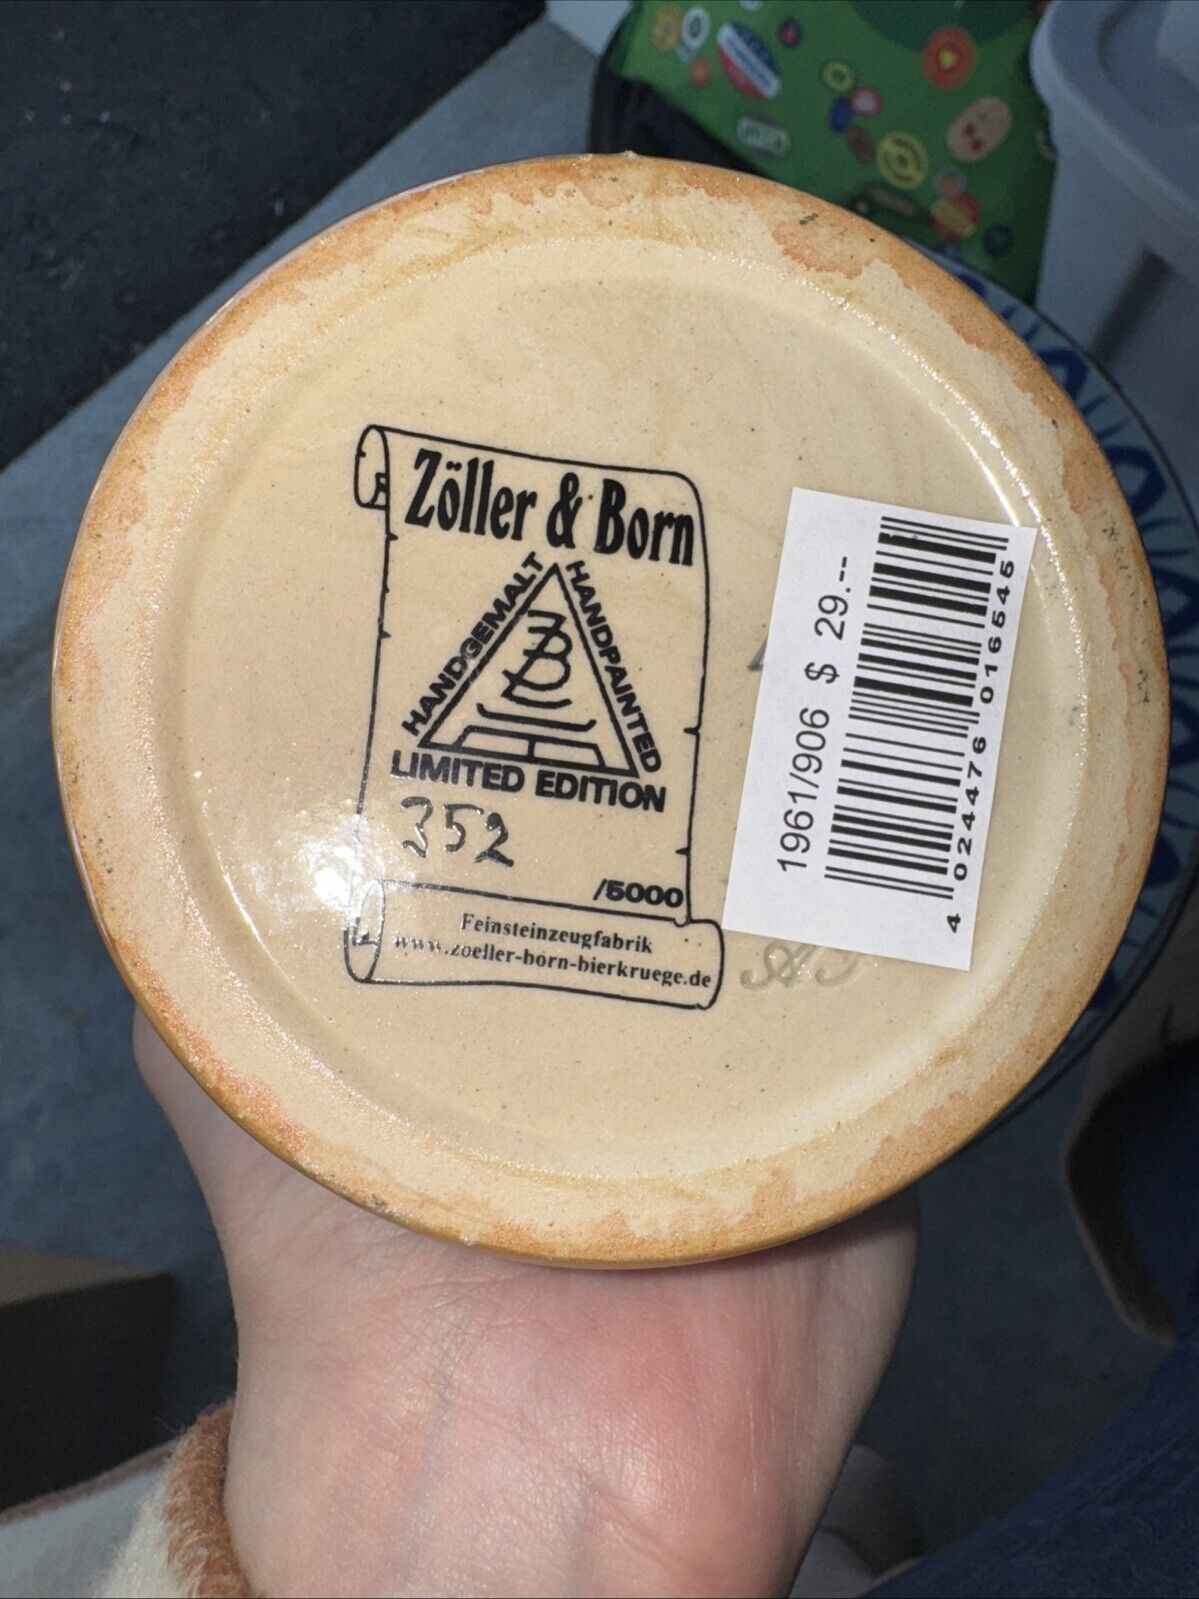 Zöller & Born
HANDGEMALT
HANDPAINTED
ZB
LIMITED EDITION
352
/5000
Feinsteinzeugfabrik
www.zoeller-born-bierkruege.de
1961/906 $ 29.--
4 024476 016545